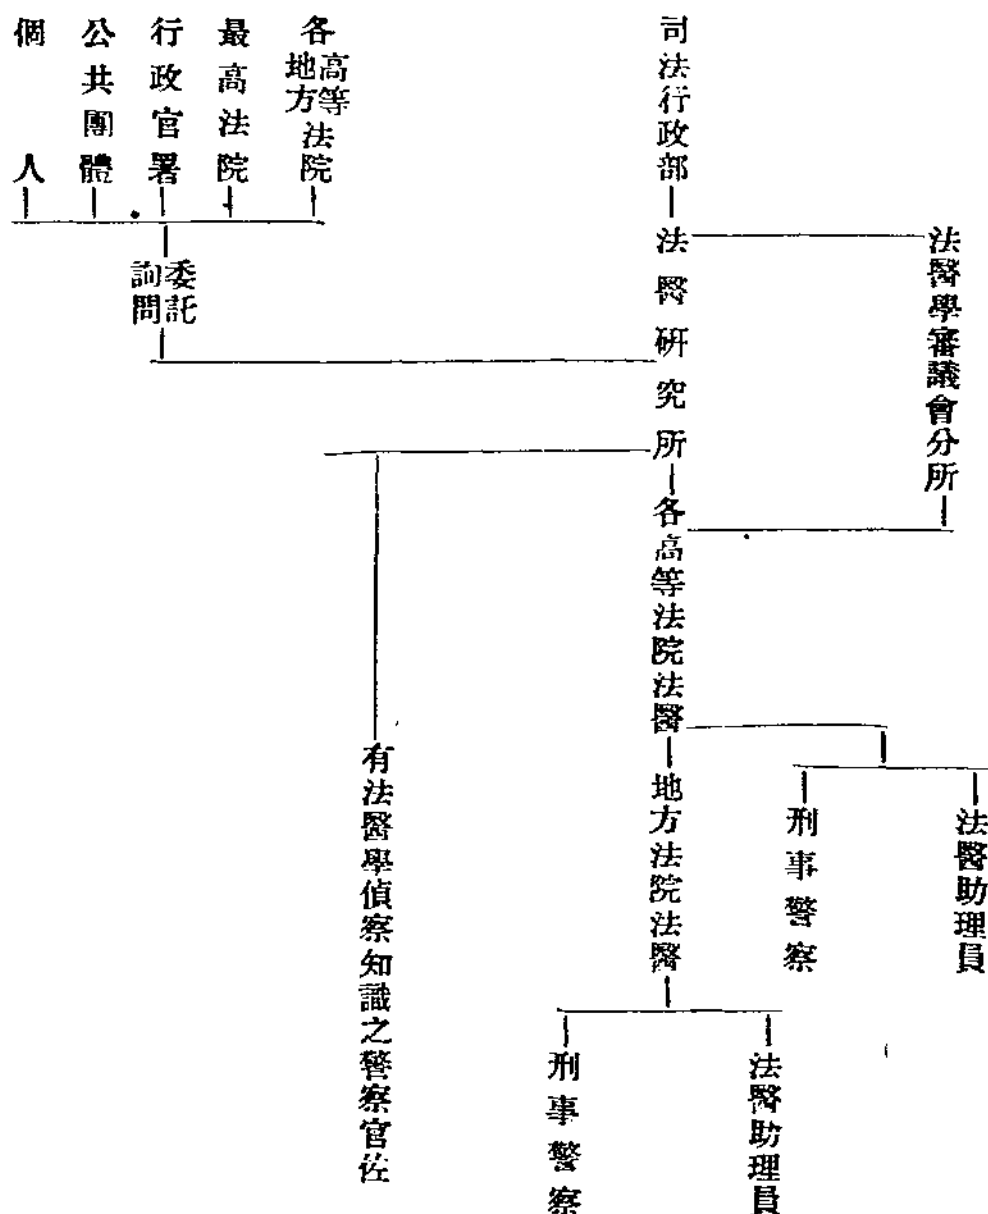 司法行政部
法醫研究所
法醫學審議會分所
各高等法院法醫
法醫助理員
刑事警察
地方法院法醫
法醫助理員
刑事警察
有法醫學偵察知識之警察官佐
各高等地方法院
最高法院
行政官署
公共團體
個人
委託
詢問